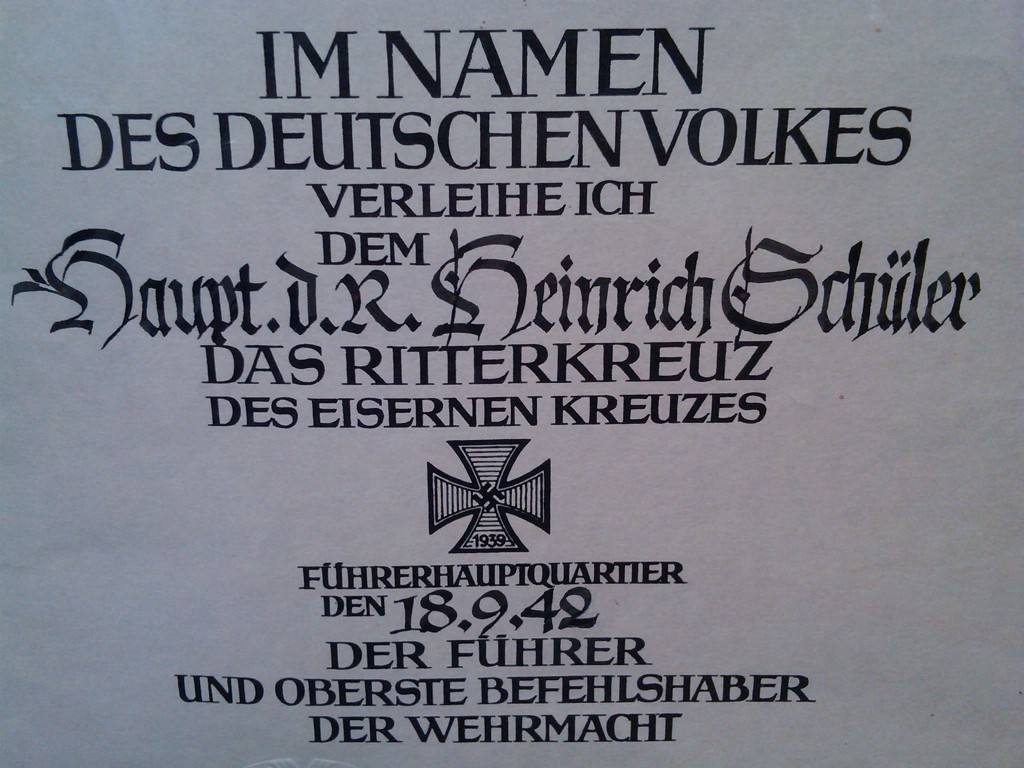 IM NAMEN
DES DEUTSCHEN VOLKES
VERLEIHE ICH
DEM
Haupt. d. R. Heinrich Schüler
DAS RITTERKREUZ
DES EISERNEN KREUZES
1939
FÜHRERHAUPTQUARTIER
DEN 18.9.42
DER FÜHRER
UND OBERSTE BEFEHLSHABER
DER WEHRMACHT